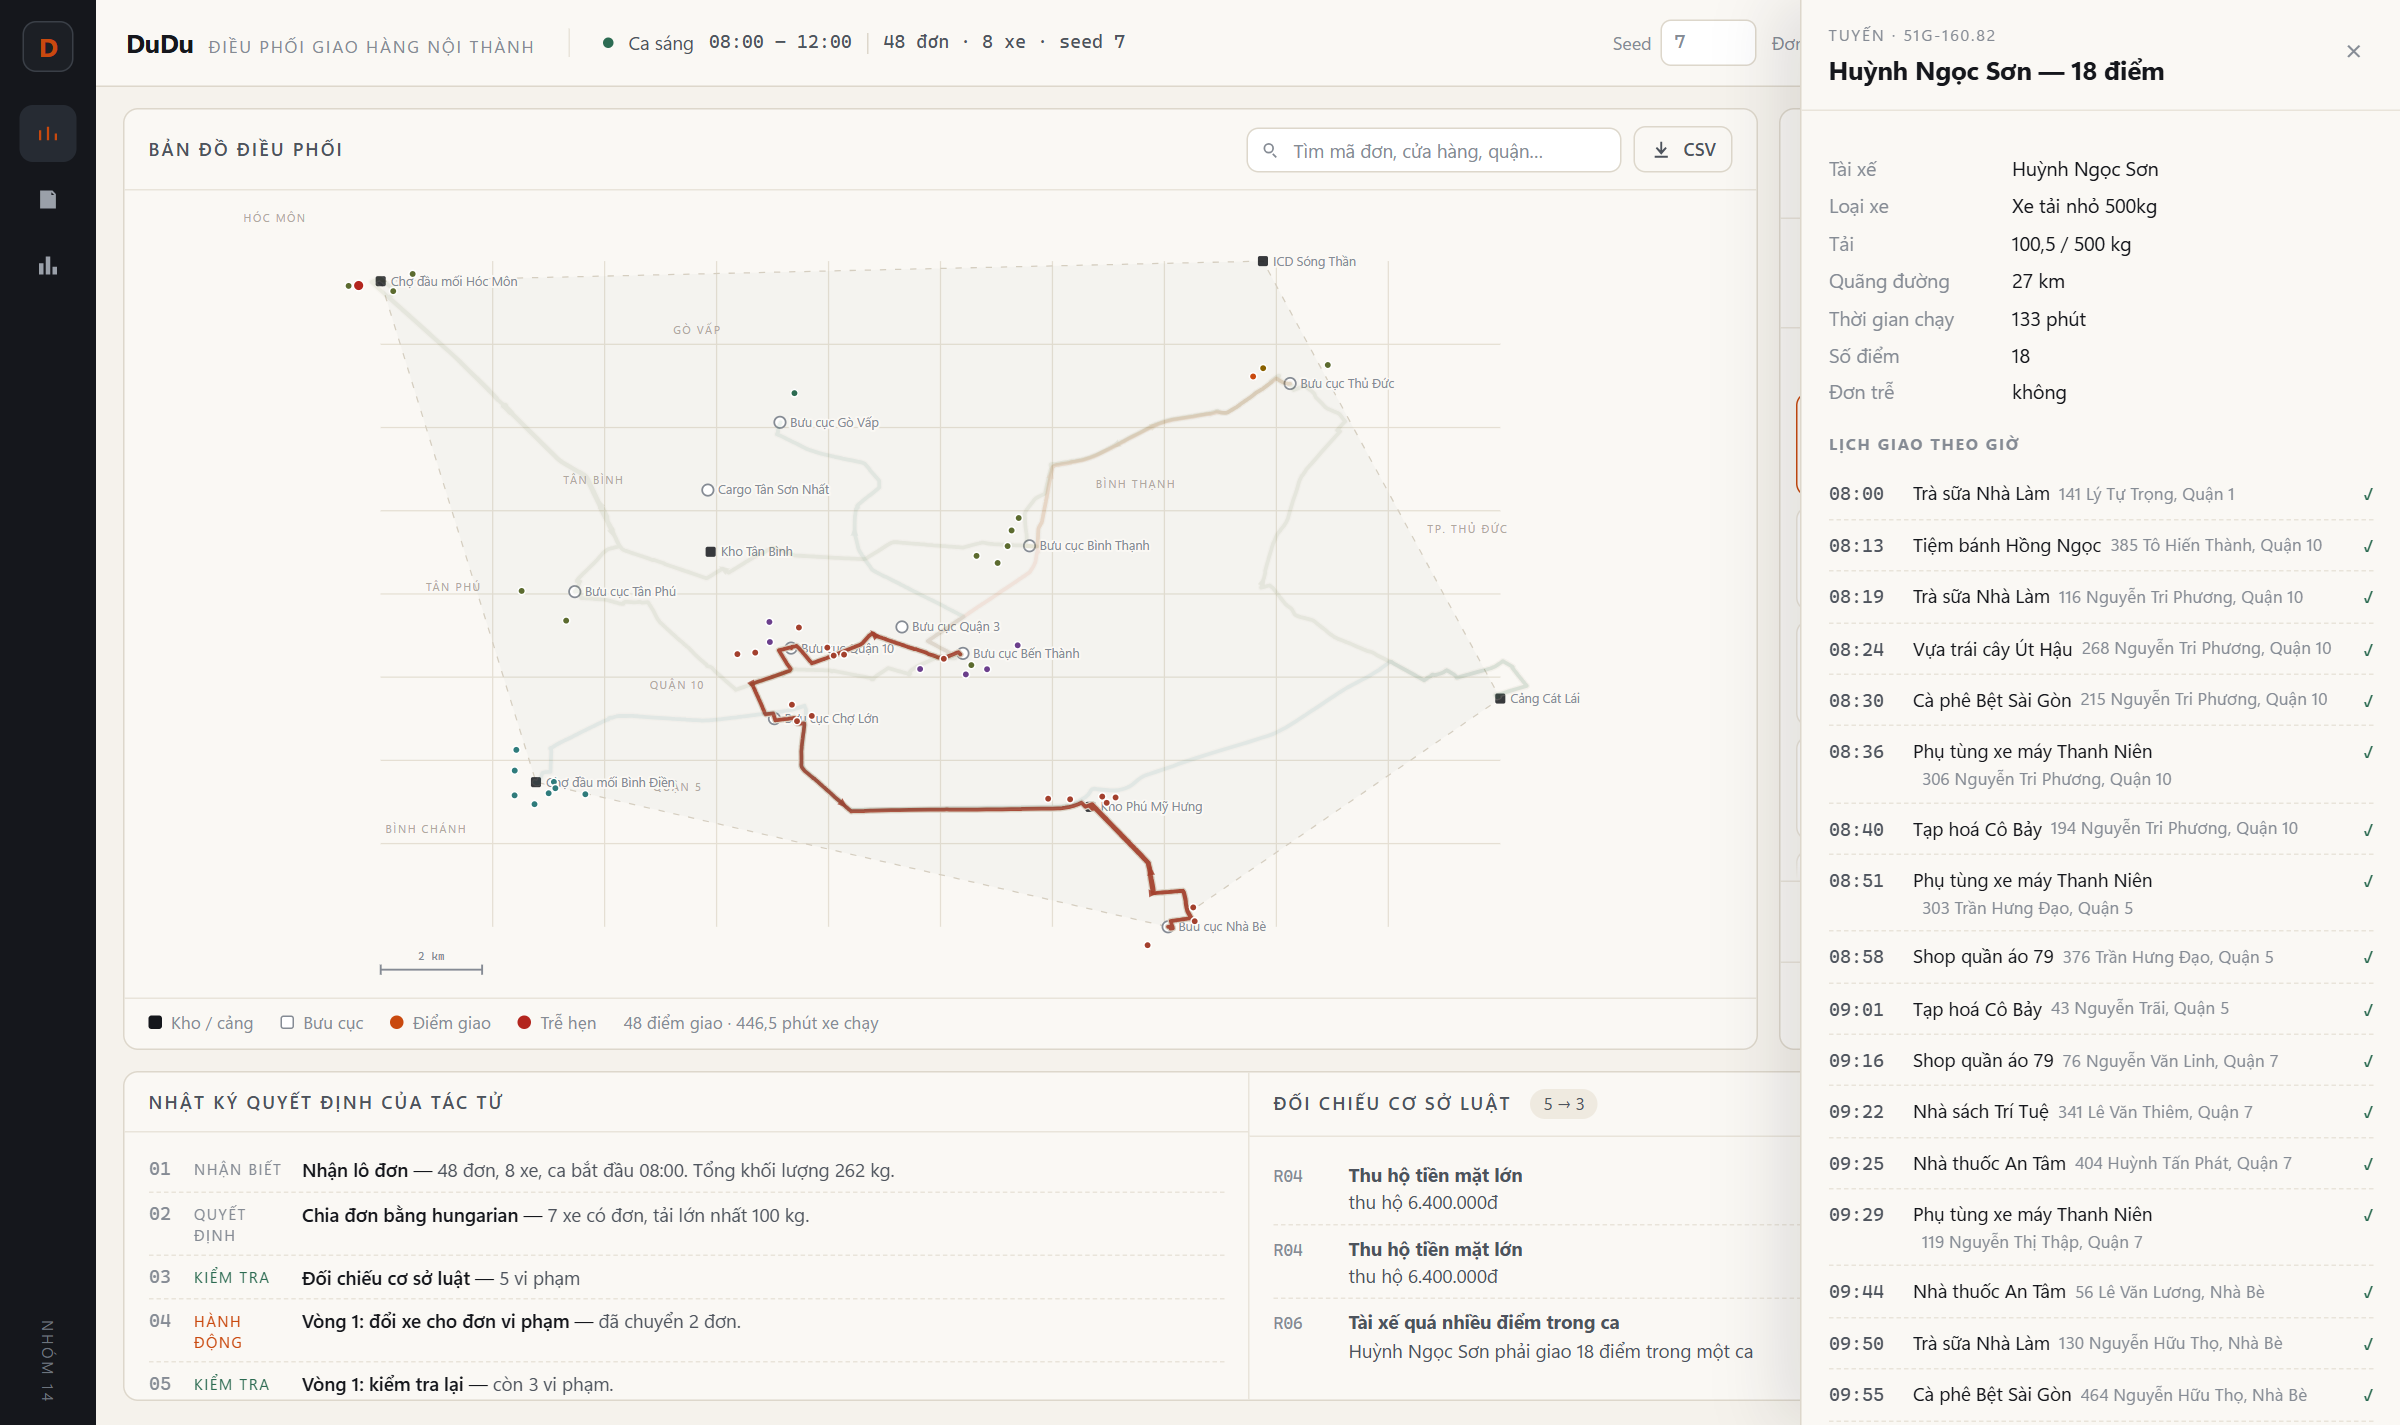 D
DuDu ĐIỀU PHỐI GIAO HÀNG NỘI THÀNH
Ca sáng 08:00 – 12:00 48 đơn · 8 xe · seed 7
Seed 7
BẢN ĐỒ ĐIỀU PHỐI
Tìm mã đơn, cửa hàng, quận...
CSV
HÓC MÔN
Chợ đầu mối Hóc Môn
ICD Sóng Thần
GÒ VẤP
Bưu cục Thủ Đức
Bưu cục Gò Vấp
TÂN BÌNH
Cargo Tân Sơn Nhất
BÌNH THẠNH
TP. THỦ ĐỨC
Kho Tân Bình
Bưu cục Bình Thạnh
TÂN PHÚ
Bưu cục Tân Phú
Bưu cục Quận 3
Bưu cục Quận 10
Bưu cục Bến Thành
QUẬN 10
Cảng Cát Lái
Bưu cục Chợ Lớn
Chợ đầu mối Bình Điền
QUẬN 5
Kho Phú Mỹ Hưng
BÌNH CHÁNH
Bưu cục Nhà Bè
2 km
Kho / cảng Bưu cục Điểm giao Trễ hẹn 48 điểm giao · 446,5 phút xe chạy
NHẬT KÝ QUYẾT ĐỊNH CỦA TÁC TỬ
01 NHẬN BIẾT Nhận lô đơn — 48 đơn, 8 xe, ca bắt đầu 08:00. Tổng khối lượng 262 kg.
02 QUYẾT ĐỊNH Chia đơn bằng hungarian — 7 xe có đơn, tải lớn nhất 100 kg.
03 KIỂM TRA Đối chiếu cơ sở luật — 5 vi phạm
04 HÀNH ĐỘNG Vòng 1: đổi xe cho đơn vi phạm — đã chuyển 2 đơn.
05 KIỂM TRA Vòng 1: kiểm tra lại — còn 3 vi phạm.
ĐỐI CHIẾU CƠ SỞ LUẬT 5 → 3
R04 Thu hộ tiền mặt lớn
thu hộ 6.400.000đ
R04 Thu hộ tiền mặt lớn
thu hộ 6.400.000đ
R06 Tài xế quá nhiều điểm trong ca
Huỳnh Ngọc Sơn phải giao 18 điểm trong một ca
NHÓM 14
TUYẾN · 51G-160.82
Huỳnh Ngọc Sơn — 18 điểm
Tài xế Huỳnh Ngọc Sơn
Loại xe Xe tải nhỏ 500kg
Tải 100,5 / 500 kg
Quãng đường 27 km
Thời gian chạy 133 phút
Số điểm 18
Đơn trễ không
LỊCH GIAO THEO GIỜ
08:00 Trà sữa Nhà Làm 141 Lý Tự Trọng, Quận 1 ✓
08:13 Tiệm bánh Hồng Ngọc 385 Tô Hiến Thành, Quận 10 ✓
08:19 Trà sữa Nhà Làm 116 Nguyễn Tri Phương, Quận 10 ✓
08:24 Vựa trái cây Út Hậu 268 Nguyễn Tri Phương, Quận 10 ✓
08:30 Cà phê Bệt Sài Gòn 215 Nguyễn Tri Phương, Quận 10 ✓
08:36 Phụ tùng xe máy Thanh Niên ✓
306 Nguyễn Tri Phương, Quận 10
08:40 Tạp hoá Cô Bảy 194 Nguyễn Tri Phương, Quận 10 ✓
08:51 Phụ tùng xe máy Thanh Niên ✓
303 Trần Hưng Đạo, Quận 5
08:58 Shop quần áo 79 376 Trần Hưng Đạo, Quận 5 ✓
09:01 Tạp hoá Cô Bảy 43 Nguyễn Trãi, Quận 5 ✓
09:16 Shop quần áo 79 76 Nguyễn Văn Linh, Quận 7 ✓
09:22 Nhà sách Trí Tuệ 341 Lê Văn Thiêm, Quận 7 ✓
09:25 Nhà thuốc An Tâm 404 Huỳnh Tấn Phát, Quận 7 ✓
09:29 Phụ tùng xe máy Thanh Niên ✓
119 Nguyễn Thị Thập, Quận 7
09:44 Nhà thuốc An Tâm 56 Lê Văn Lương, Nhà Bè ✓
09:50 Trà sữa Nhà Làm 130 Nguyễn Hữu Thọ, Nhà Bè ✓
09:55 Cà phê Bệt Sài Gòn 464 Nguyễn Hữu Thọ, Nhà Bè ✓